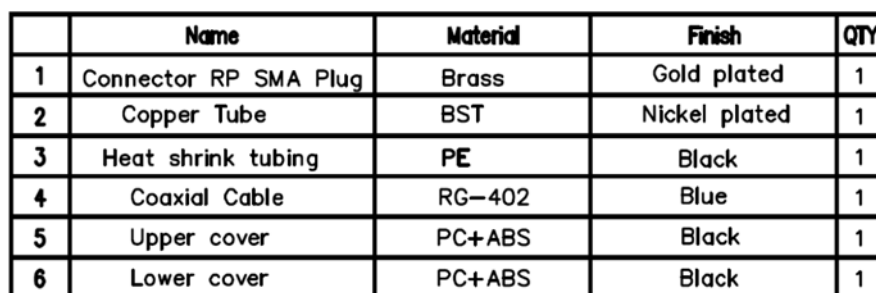 Name Material Finish QTY
1 Connector RP SMA Plug Brass Gold plated 1
2 Copper Tube BST Nickel plated 1
3 Heat shrink tubing PE Black 1
4 Coaxial Cable RG-402 Blue 1
5 Upper cover PC+ABS Black 1
6 Lower cover PC+ABS Black 1